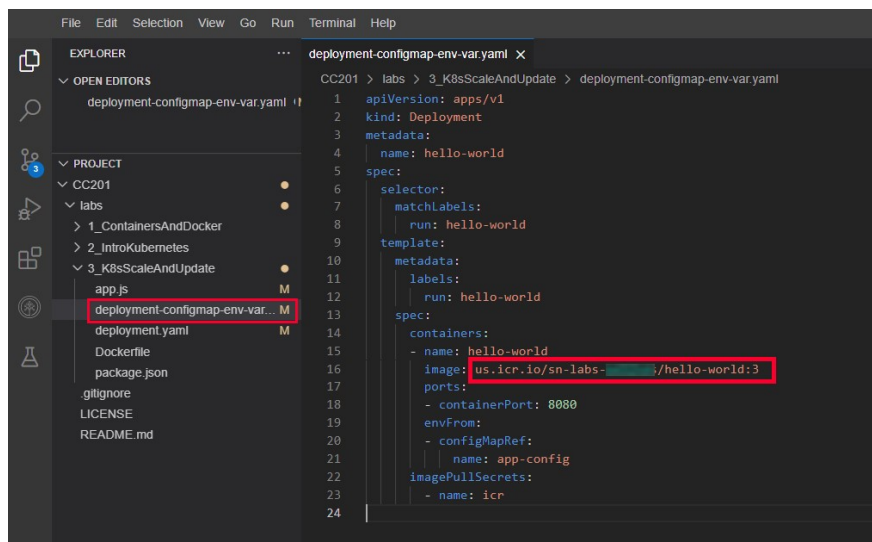 File Edit Selection View Go Run Terminal Help
EXPLORER ...
OPEN EDITORS
deployment-configmap-env-var.yaml
PROJECT
CC201
labs
1_ContainersAndDocker
2_IntroKubernetes
3_K8sScaleAndUpdate
app.js M
deployment-configmap-env-var... M
deployment.yaml M
Dockerfile
package.json
.gitignore
LICENSE
README.md
3
deployment-configmap-env-var.yaml ×
CC201 > labs > 3_K8sScaleAndUpdate > deployment-configmap-env-var.yaml
1 apiVersion: apps/v1
2 kind: Deployment
3 metadata:
4 name: hello-world
5 spec:
6 selector:
7 matchLabels:
8 run: hello-world
9 template:
10 metadata:
11 labels:
12 run: hello-world
13 spec:
14 containers:
15 - name: hello-world
16 image: us.icr.io/sn-labs- /hello-world:3
17 ports:
18 - containerPort: 8080
19 envFrom:
20 - configMapRef:
21 name: app-config
22 imagePullSecrets:
23 - name: icr
24